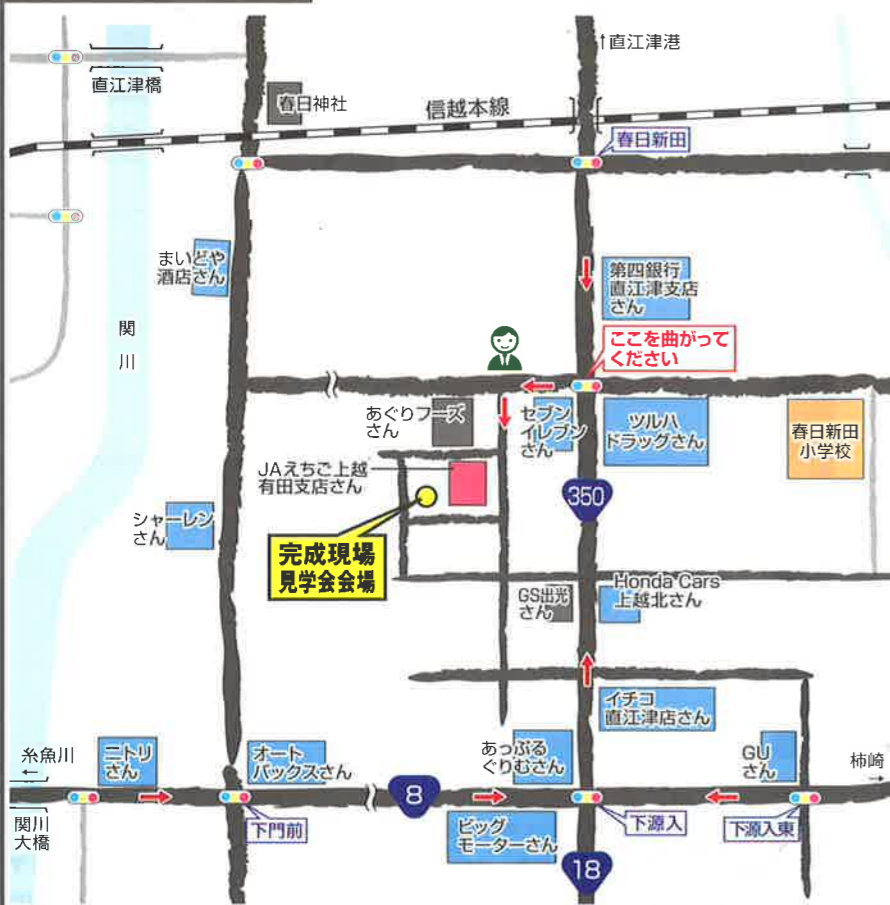 ↑直江津港
直江津橋
春日神社
信越本線
春日新田
まいどや
酒店さん
第四銀行
直江津支店
さん
関
川
ここを曲がって
ください
あぐりフーズ
さん
セブン
イレブン
さん
ツルハ
ドラッグさん
春日新田
小学校
JAえちご上越
有田支店さん
350
シャーレン
さん
完成現場
見学会会場
GS出光
さん
Honda Cars
上越北さん
イチコ
直江津店さん
糸魚川
←
ニトリ
さん
オート
バックスさん
あっぷる
ぐりむさん
GU
さん
柿崎
→
8
関川
大橋
下門前
ビッグ
モーターさん
下源入
下源入東
18